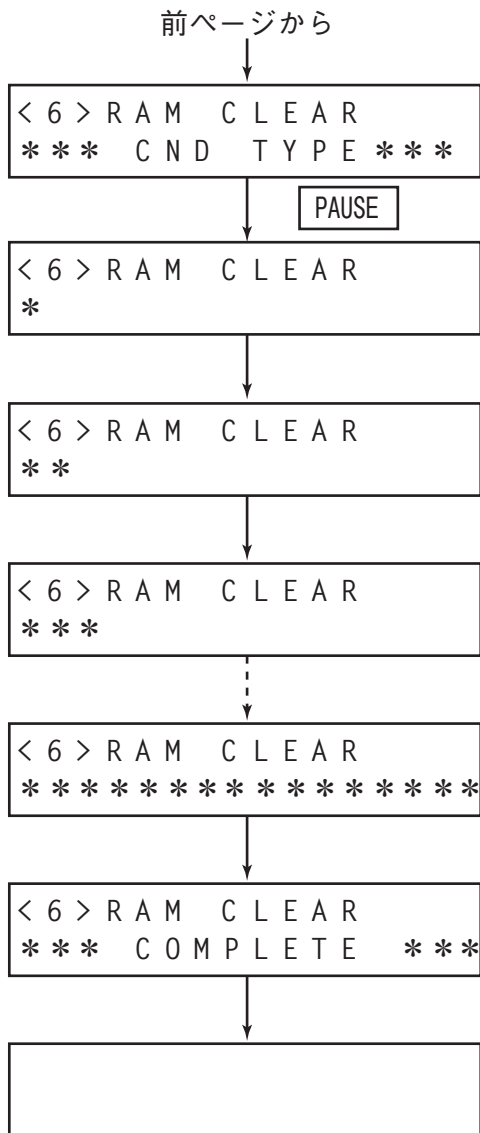 前ページから
<6>RAM CLEAR
*** CND TYPE***
PAUSE
<6>RAM CLEAR
*
<6>RAM CLEAR
**
<6>RAM CLEAR
***
<6>RAM CLEAR
****************
<6>RAM CLEAR
*** COMPLETE ***